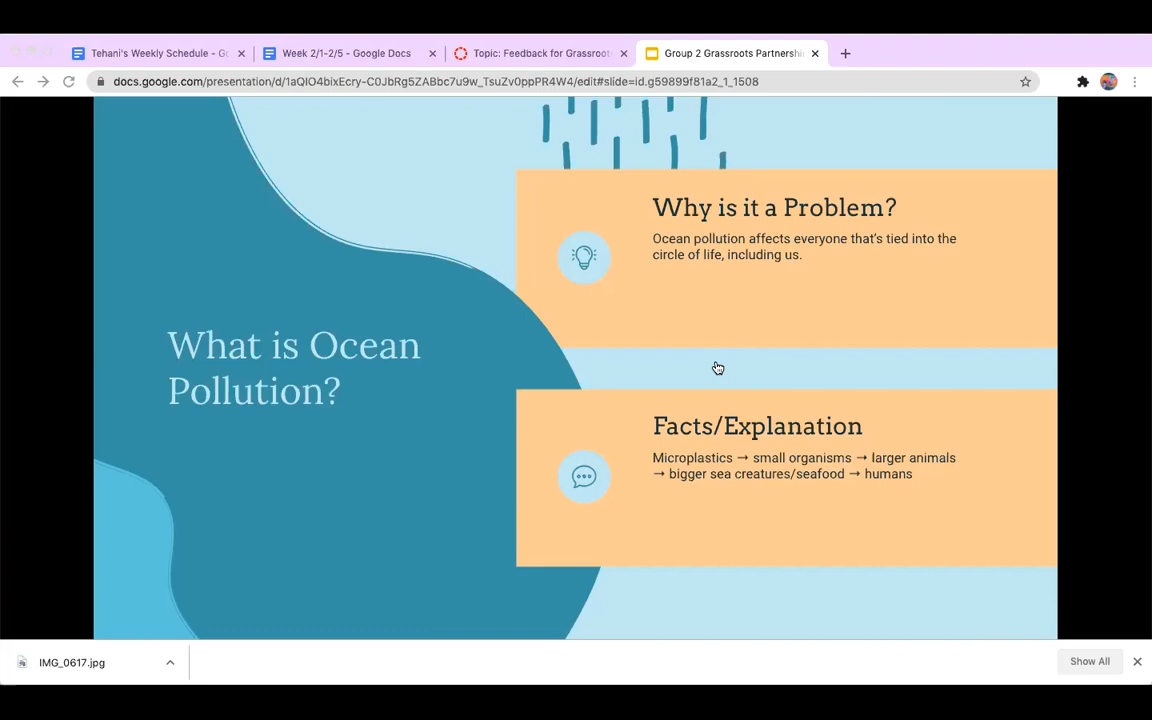 Tehani's Weekly Schedule - Go
Week 2/1-2/5 - Google Docs
Topic: Feedback for Grassroots
Group 2 Grassroots Partnership
docs.google.com/presentation/d/1aQIO4bixEcry-C0JbRg5ZABbc7u9w_TsuZv0ppPR4W4/edit#slide=id.g59899f81a2_1_1508
What is Ocean
Pollution?
Why is it a Problem?
Ocean pollution affects everyone that's tied into the
circle of life, including us.
Facts/Explanation
Microplastics → small organisms → larger animals
→ bigger sea creatures/seafood → humans
IMG_0617.jpg
Show All